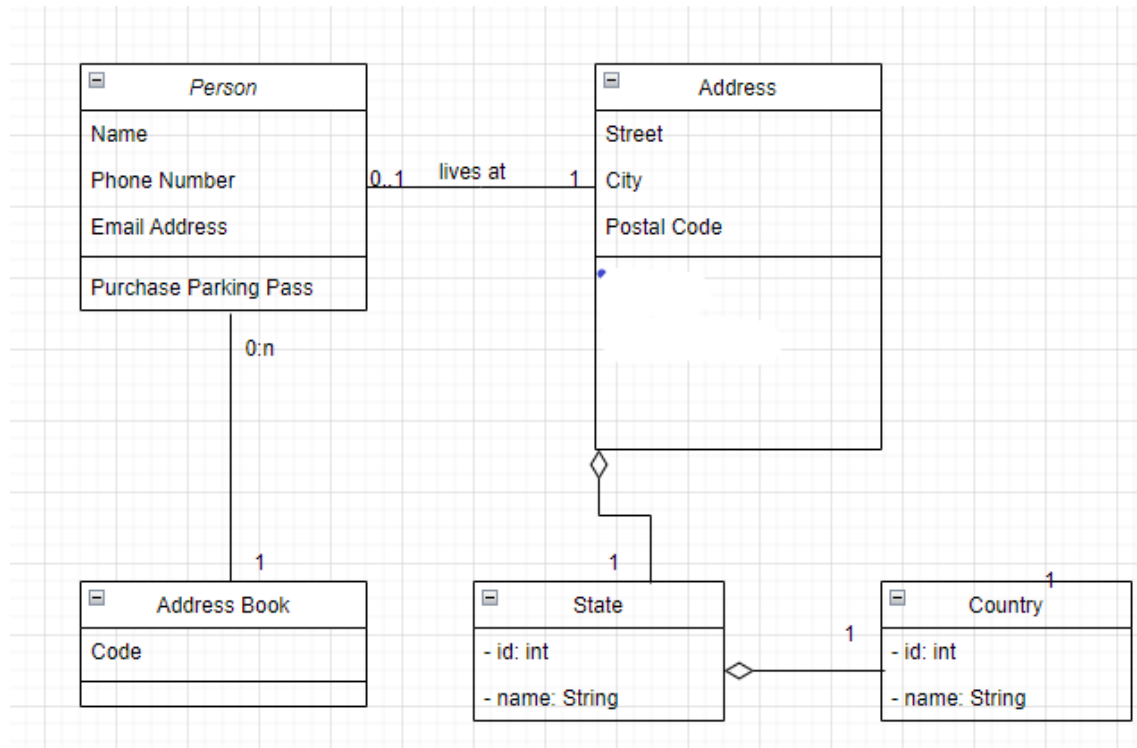 Person
Name
Phone Number
Email Address
Purchase Parking Pass
0..1
lives at
1
Address
Street
City
Postal Code
0:n
1
Address Book
Code
1
State
- id: int
- name: String
1
1
Country
- id: int
- name: String